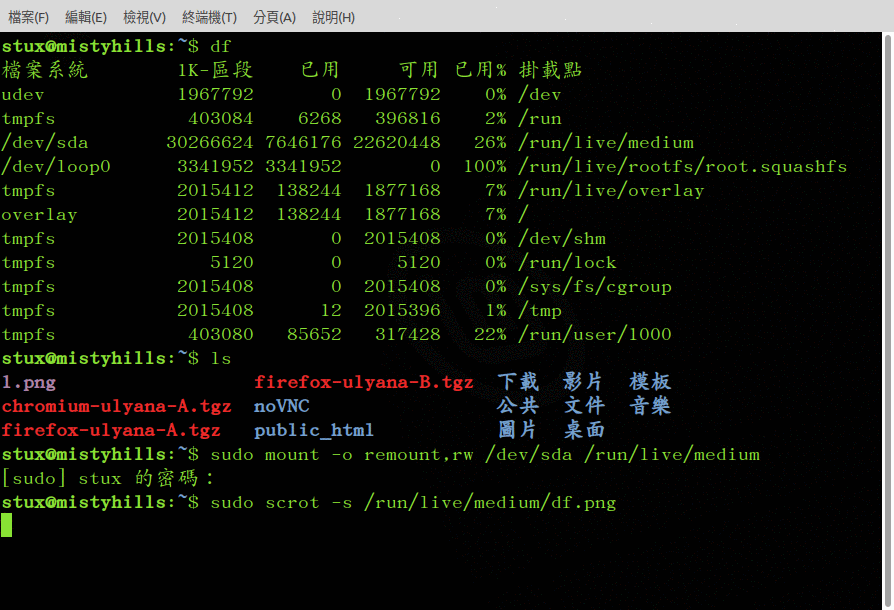 檔案(F) 編輯(E) 檢視(V) 終端機(T) 分頁(A) 說明(H)
stux@mistyhills:~$ df
檔案系統 1K-區段 已用 可用 已用% 掛載點
udev 1967792 0 1967792 0% /dev
tmpfs 403084 6268 396816 2% /run
/dev/sda 30266624 7646176 22620448 26% /run/live/medium
/dev/loop0 3341952 3341952 0 100% /run/live/rootfs/root.squashfs
tmpfs 2015412 138244 1877168 7% /run/live/overlay
overlay 2015412 138244 1877168 7% /
tmpfs 2015408 0 2015408 0% /dev/shm
tmpfs 5120 0 5120 0% /run/lock
tmpfs 2015408 0 2015408 0% /sys/fs/cgroup
tmpfs 2015408 12 2015396 1% /tmp
tmpfs 403080 85652 317428 22% /run/user/1000
stux@mistyhills:~$ ls
1.png firefox-ulyana-B.tgz 下載 影片 模板
chromium-ulyana-A.tgz noVNC 公共 文件 音樂
firefox-ulyana-A.tgz public_html 圖片 桌面
stux@mistyhills:~$ sudo mount -o remount,rw /dev/sda /run/live/medium
[sudo] stux 的密碼：
stux@mistyhills:~$ sudo scrot -s /run/live/medium/df.png